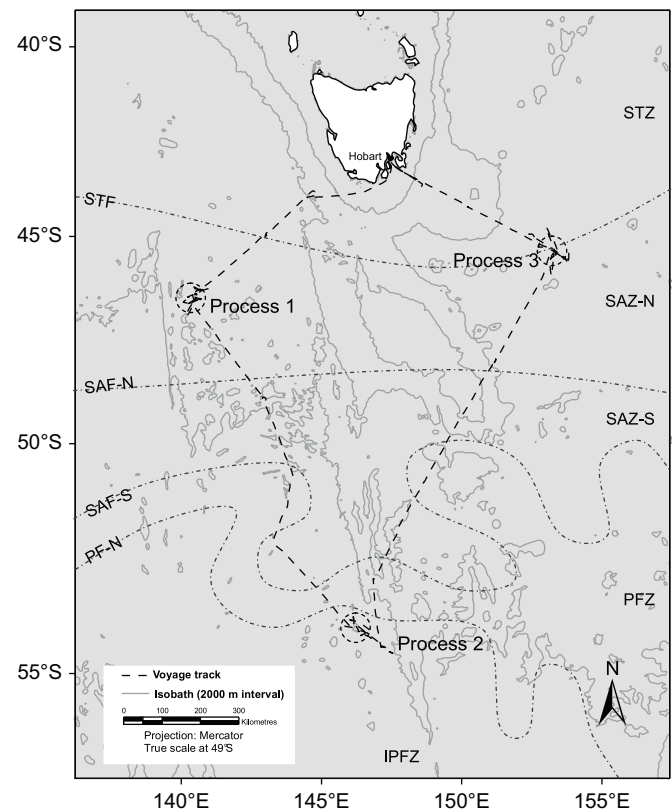 40°S
STZ
Hobart
STF
45°S
Process 3
Process 1
SAZ-N
SAF-N
SAZ-S
50°S
SAF-S
PF-N
PFZ
Process 2
55°S
N
Voyage track
Isobath (2000 m interval)
0 100 200 300
Kilometres
Projection: Mercator
True scale at 49°S
IPFZ
140°E 145°E 150°E 155°E